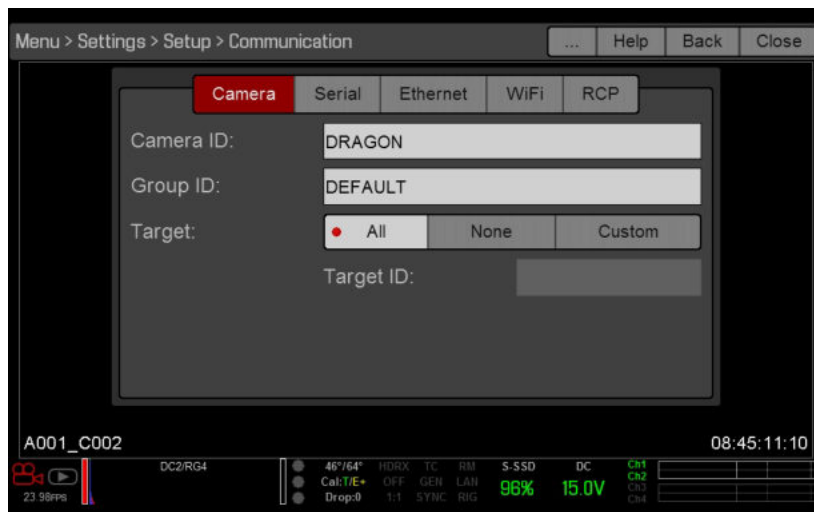 Menu > Settings > Setup > Communication ... Help Back Close
Camera Serial Ethernet WiFi RCP
Camera ID: DRAGON
Group ID: DEFAULT
Target: All None Custom
Target ID:
A001_C002 08:45:11:10
DC2/RG4 46°/64° HDRX TC RM S-SSD DC Ch1
Cal:T/E+ OFF GEN LAN 96% 15.0V Ch2
23.98FPS Drop:0 1:1 SYNC RIG Ch3
Ch4